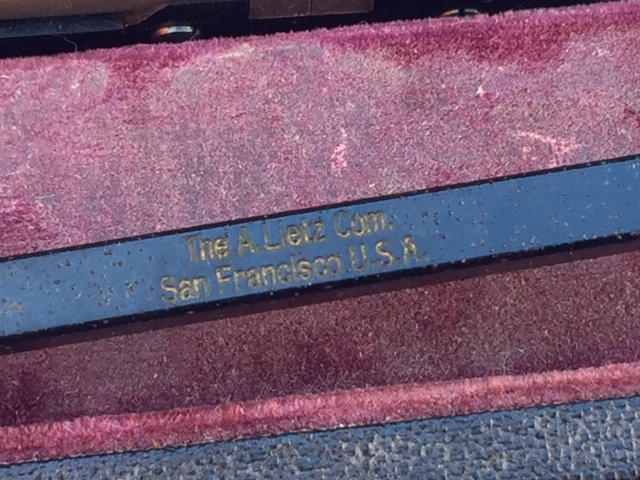 The A. Lietz Com.
San Francisco U.S.A.